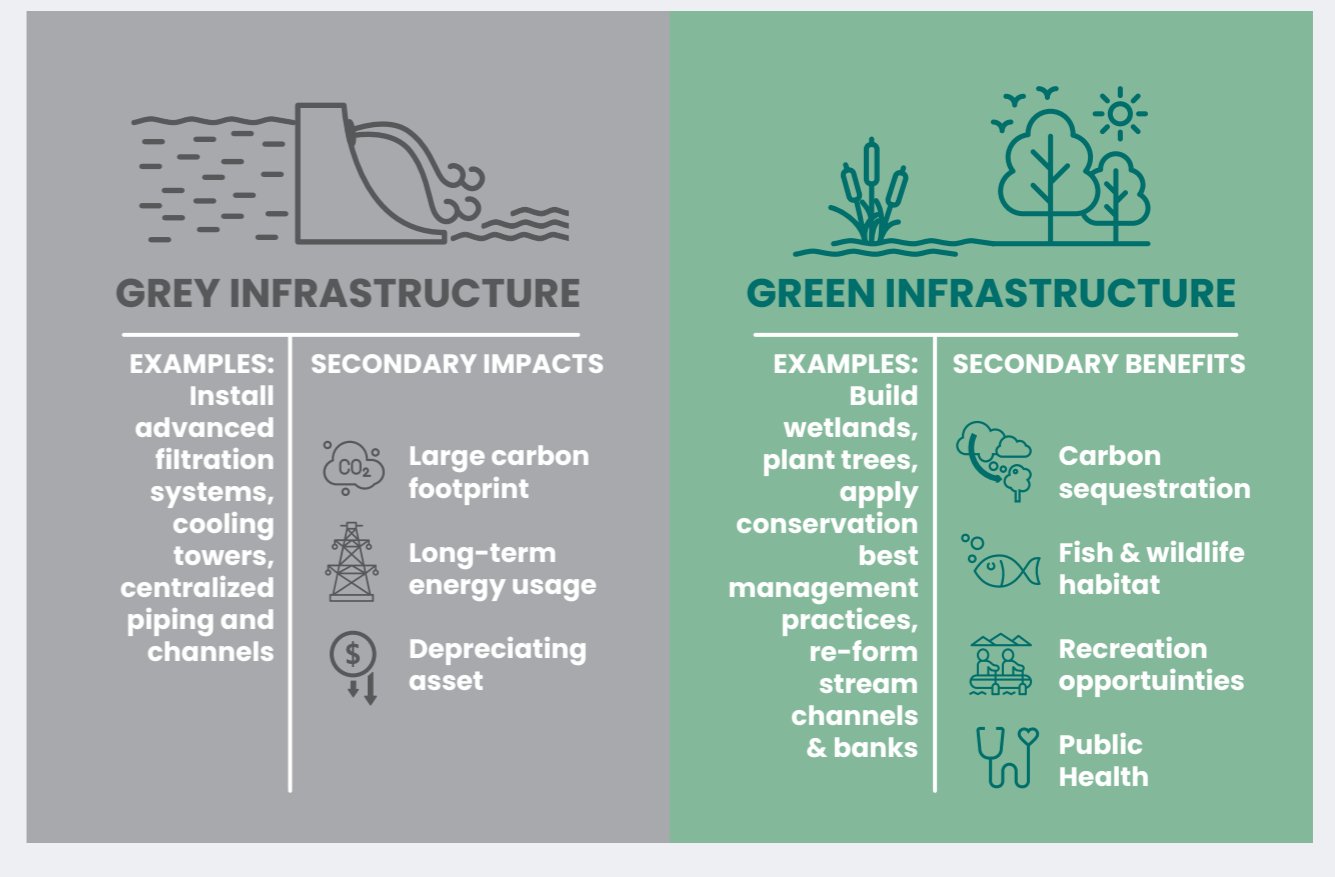 GREY INFRASTRUCTURE
EXAMPLES:
Install
advanced
filtration
systems,
cooling
towers,
centralized
piping and
channels
SECONDARY IMPACTS
CO₂
Large carbon
footprint
Long-term
energy usage
$
Depreciating
asset
GREEN INFRASTRUCTURE
EXAMPLES:
Build
wetlands,
plant trees,
apply
conservation
best
management
practices,
re-form
stream
channels
& banks
SECONDARY BENEFITS
Carbon
sequestration
Fish & wildlife
habitat
Recreation
opportuinties
Public
Health